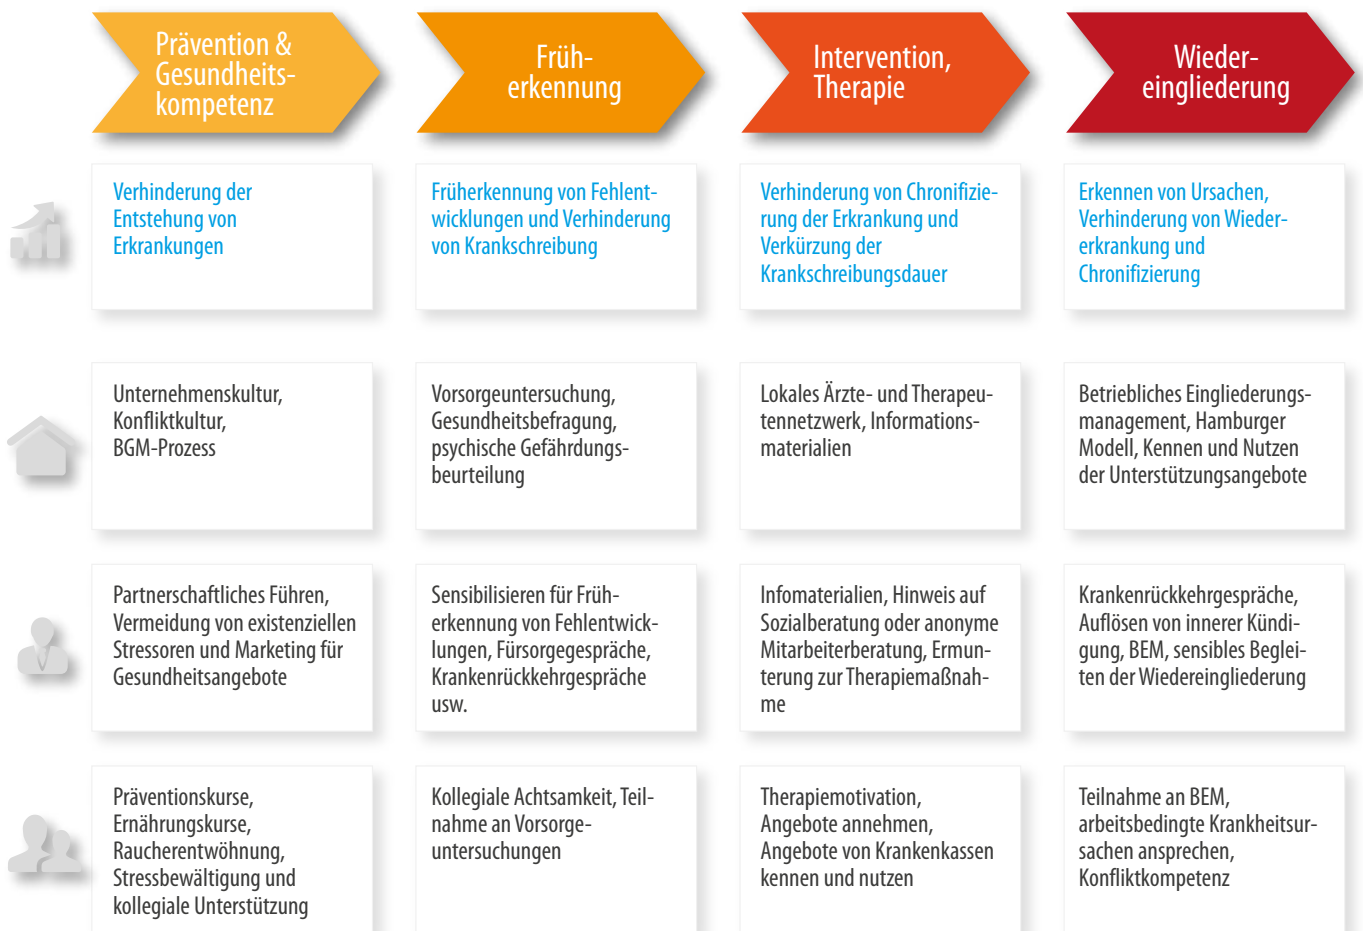 Prävention &
Gesundheits-
kompetenz
Früh-
erkennung
Intervention,
Therapie
Wieder-
eingliederung
Verhinderung der
Entstehung von
Erkrankungen
Früherkennung von Fehlent-
wicklungen und Verhinderung
von Krankschreibung
Verhinderung von Chronifizie-
rung der Erkrankung und
Verkürzung der
Krankschreibungsdauer
Erkennen von Ursachen,
Verhinderung von Wieder-
erkrankung und
Chronifizierung
Unternehmenskultur,
Konfliktkultur,
BGM-Prozess
Vorsorgeuntersuchung,
Gesundheitsbefragung,
psychische Gefährdungs-
beurteilung
Lokales Ärzte- und Therapeu-
tennetzwerk, Informations-
materialien
Betriebliches Eingliederungs-
management, Hamburger
Modell, Kennen und Nutzen
der Unterstützungsangebote
Partnerschaftliches Führen,
Vermeidung von existenziellen
Stressoren und Marketing für
Gesundheitsangebote
Sensibilisieren für Früh-
erkennung von Fehlentwick-
lungen, Fürsorgegespräche,
Krankenrückkehrgespräche
usw.
Infomaterialien, Hinweis auf
Sozialberatung oder anonyme
Mitarbeiterberatung, Ermun-
terung zur Therapiemaßnah-
me
Krankenrückkehrgespräche,
Auflösen von innerer Kündi-
gung, BEM, sensibles Beglei-
ten der Wiedereingliederung
Präventionskurse,
Ernährungskurse,
Raucherentwöhnung,
Stressbewältigung und
kollegiale Unterstützung
Kollegiale Achtsamkeit, Teil-
nahme an Vorsorge-
untersuchungen
Therapiemotivation,
Angebote annehmen,
Angebote von Krankenkassen
kennen und nutzen
Teilnahme an BEM,
arbeitsbedingte Krankheitsur-
sachen ansprechen,
Konfliktkompetenz